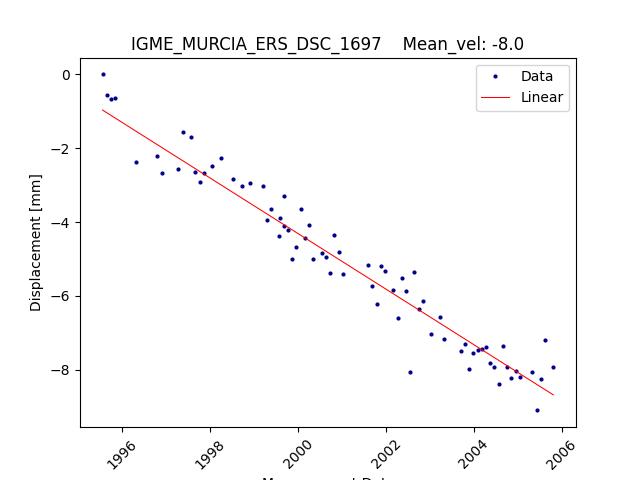 IGME_MURCIA_ERS_DSC_1697    Mean_vel: -8.0
Data
Linear
Displacement [mm]
0
−2
−4
−6
−8
1996
1998
2000
2002
2004
2006